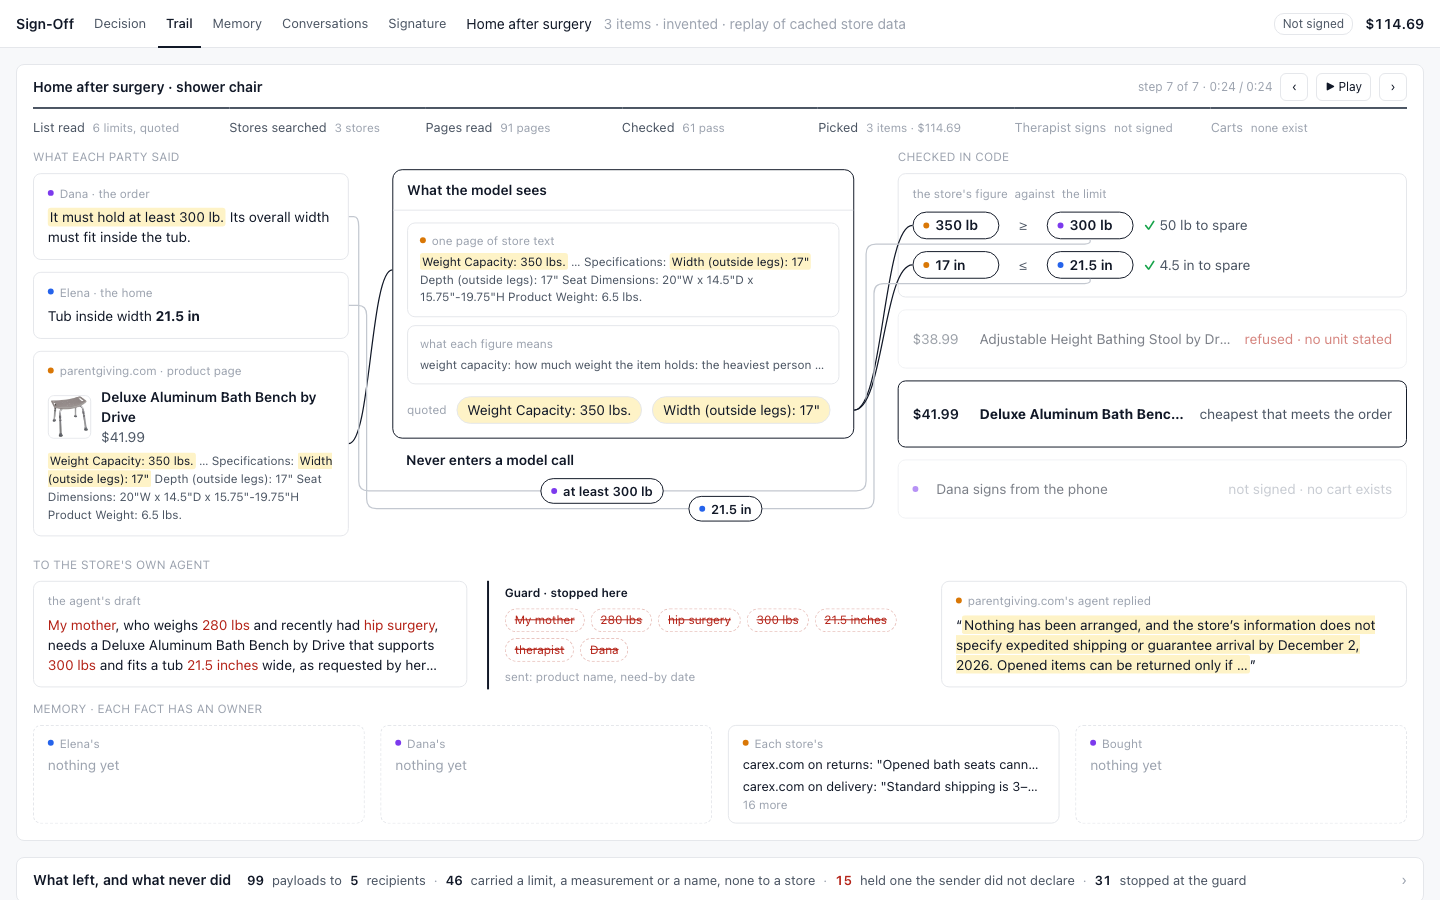 Sign-Off Decision Trail Memory Conversations Signature Home after surgery 3 items · invented · replay of cached store data Not signed $114.69
Home after surgery · shower chair step 7 of 7 · 0:24 / 0:24 ‹ ▶ Play ›
List read 6 limits, quoted Stores searched 3 stores Pages read 91 pages Checked 61 pass Picked 3 items · $114.69 Therapist signs not signed Carts none exist
WHAT EACH PARTY SAID
Dana · the order
It must hold at least 300 lb. Its overall width
must fit inside the tub.
Elena · the home
Tub inside width 21.5 in
parentgiving.com · product page
Deluxe Aluminum Bath Bench by
Drive
$41.99
Weight Capacity: 350 lbs. ... Specifications: Width
(outside legs): 17" Depth (outside legs): 17" Seat
Dimensions: 20"W x 14.5"D x 15.75"-19.75"H
Product Weight: 6.5 lbs.
What the model sees
one page of store text
Weight Capacity: 350 lbs. ... Specifications: Width (outside legs): 17"
Depth (outside legs): 17" Seat Dimensions: 20"W x 14.5"D x
15.75"-19.75"H Product Weight: 6.5 lbs.
what each figure means
weight capacity: how much weight the item holds: the heaviest person ...
quoted Weight Capacity: 350 lbs. Width (outside legs): 17"
Never enters a model call
at least 300 lb
21.5 in
CHECKED IN CODE
the store's figure against the limit
350 lb ≥ 300 lb ✓ 50 lb to spare
17 in ≤ 21.5 in ✓ 4.5 in to spare
$38.99 Adjustable Height Bathing Stool by Dr... refused · no unit stated
$41.99 Deluxe Aluminum Bath Benc... cheapest that meets the order
Dana signs from the phone not signed · no cart exists
TO THE STORE'S OWN AGENT
the agent's draft
My mother, who weighs 280 lbs and recently had hip surgery,
needs a Deluxe Aluminum Bath Bench by Drive that supports
300 lbs and fits a tub 21.5 inches wide, as requested by her...
Guard · stopped here
My mother 280 lbs hip surgery 300 lbs 21.5 inches
therapist Dana
sent: product name, need-by date
parentgiving.com's agent replied
“Nothing has been arranged, and the store’s information does not
specify expedited shipping or guarantee arrival by December 2,
2026. Opened items can be returned only if ...”
MEMORY · EACH FACT HAS AN OWNER
Elena's
nothing yet
Dana's
nothing yet
Each store's
carex.com on returns: "Opened bath seats cann...
carex.com on delivery: "Standard shipping is 3–...
16 more
Bought
nothing yet
What left, and what never did 99 payloads to 5 recipients · 46 carried a limit, a measurement or a name, none to a store · 15 held one the sender did not declare · 31 stopped at the guard ›